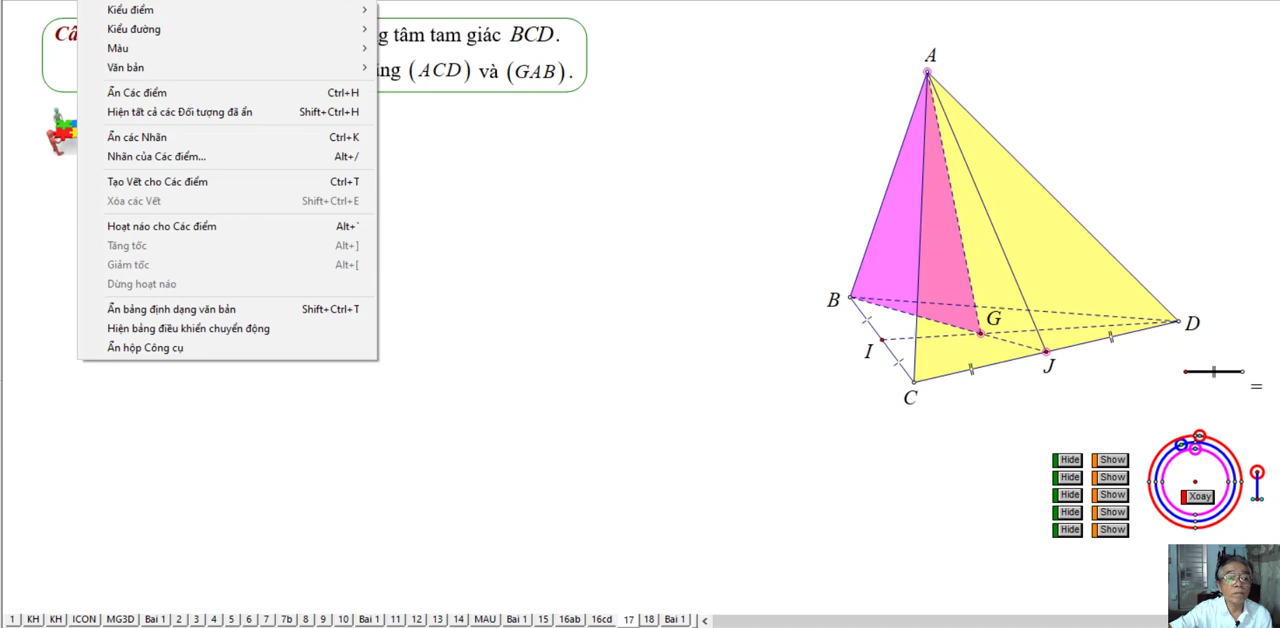 Câ
g tâm tam giác BCD.
ing (ACD) và (GAB).
Kiểu điểm
Kiểu đường
Màu
Văn bản
Ẩn Các điểm Ctrl+H
Hiện tất cả các Đối tượng đã ẩn Shift+Ctrl+H
Ẩn các Nhãn Ctrl+K
Nhãn của Các điểm... Alt+/
Tạo Vết cho Các điểm Ctrl+T
Xóa các Vết Shift+Ctrl+E
Hoạt náo cho Các điểm Alt+`
Tăng tốc Alt+]
Giảm tốc Alt+[
Dừng hoạt náo
Ẩn bảng định dạng văn bản Shift+Ctrl+T
Hiện bảng điều khiển chuyển động
Ẩn hộp Công cụ
A
B
G
D
I
J
C
=
Hide Show
Hide Show
Hide Show
Hide Show
Hide Show
Xoay
1 KH KH ICON MG3D Bai 1 2 3 4 5 6 7 7b 8 9 10 Bai 1 11 12 13 14 MAU Bai 1 15 16ab 16cd 17 18 Bai 1